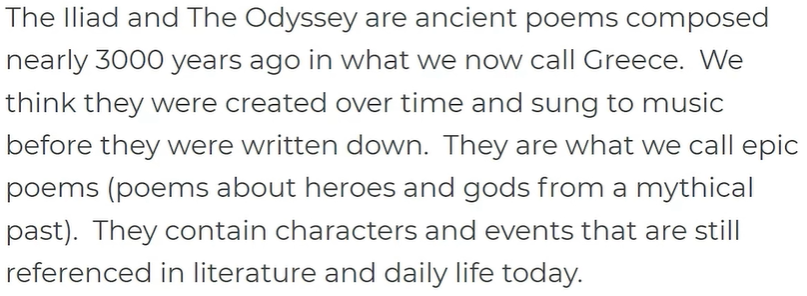 The Iliad and The Odyssey are ancient poems composed
nearly 3000 years ago in what we now call Greece.  We
think they were created over time and sung to music
before they were written down.  They are what we call epic
poems (poems about heroes and gods from a mythical
past).  They contain characters and events that are still
referenced in literature and daily life today.